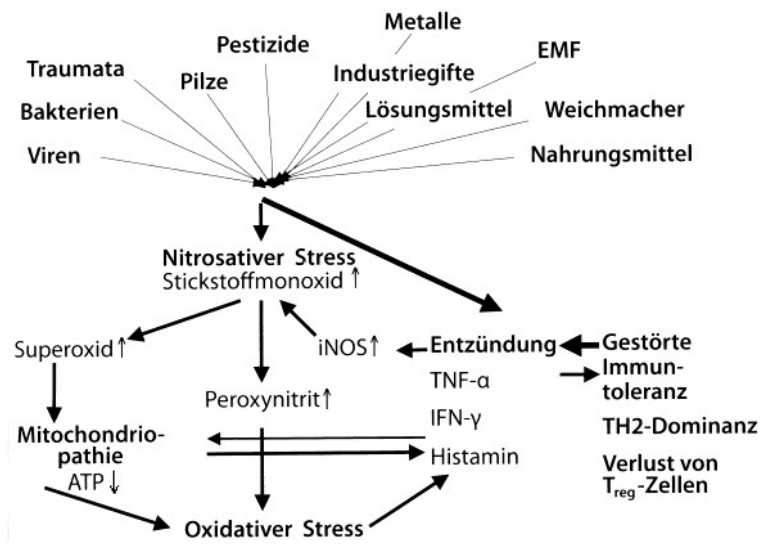 Metalle
Pestizide
EMF
Traumata
Pilze
Industriegifte
Bakterien
Lösungsmittel
Weichmacher
Viren
Nahrungsmittel
Nitrosativer Stress
Stickstoffmonoxid ↑
Superoxid ↑
iNOS ↑
Entzündung
Gestörte
Immun-
toleranz
TNF-α
Peroxynitrit ↑
IFN-γ
TH2-Dominanz
Mitochondrio-
pathie
ATP ↓
Histamin
Verlust von
Treg-Zellen
Oxidativer Stress